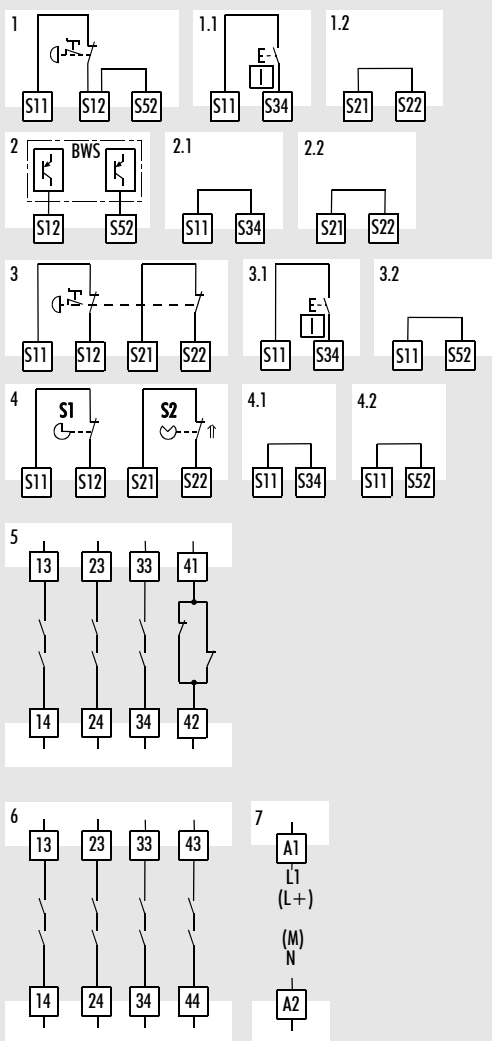 1 1.1 1.2
E
S11 S12 S52 S11 S34 S21 S22
2 BWS 2.1 2.2
S12 S52 S11 S34 S21 S22
3 3.1 3.2
E
S11 S12 S21 S22 S11 S34 S11 S52
4 S1 S2 4.1 4.2
S11 S12 S21 S22 S11 S34 S11 S52
5
13 23 33 41
14 24 34 42
6 7
13 23 33 43 A1
L1
(L+)
(M)
N
14 24 34 44 A2